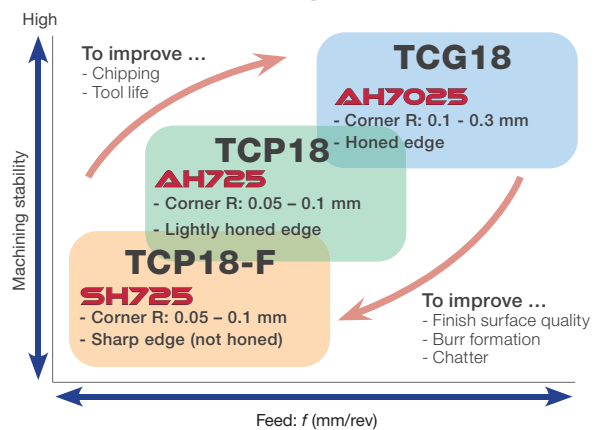 High
To improve ...
- Chipping
- Tool life
TCG18
AH7025
- Corner R: 0.1 - 0.3 mm
- Honed edge
TCP18
AH725
- Corner R: 0.05 – 0.1 mm
- Lightly honed edge
TCP18-F
SH725
- Corner R: 0.05 – 0.1 mm
- Sharp edge (not honed)
To improve ...
- Finish surface quality
- Burr formation
- Chatter
Machining stability
Feed: f (mm/rev)